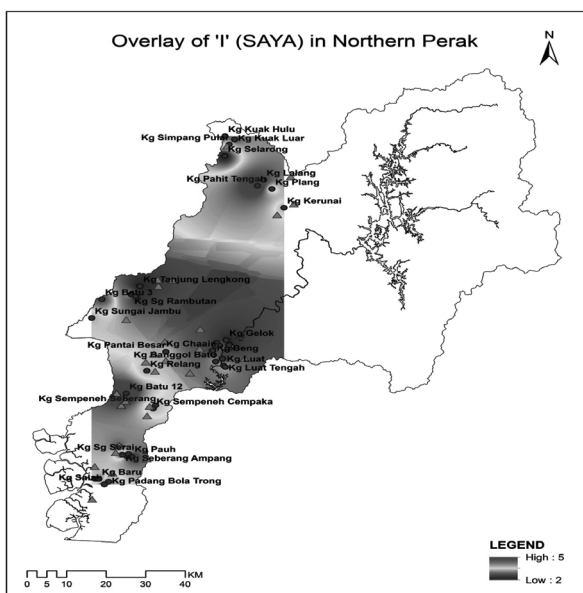 Overlay of 'I' (SAYA) in Northern Perak
N
Kg Kuak Hulu
Kg Simpang Pulai Kg Kuak Luar
Kg Selarong
Kg Lalang
Kg Pahit Tengah Kg Plang
Kg Kerunai
Kg Tanjung Lengkong
Kg Batu 3
Kg Sg Rambutan
Kg Sungai Jambu
Kg Gelok
Kg Pantai Besar Kg Chaain
Kg Beng
Kg Banggol Batu
Kg Luat
Kg Relang
Kg Luat Tengah
Kg Batu 12
Kg Sempeneh Seberang
Kg Sempeneh Cempaka
Kg Sg Serai Kg Pauh
Kg Seberang Ampang
Kg Baru
Kg Padang Bola Trong
LEGEND
High : 5
Low : 2
KM
0 5 10 20 30 40